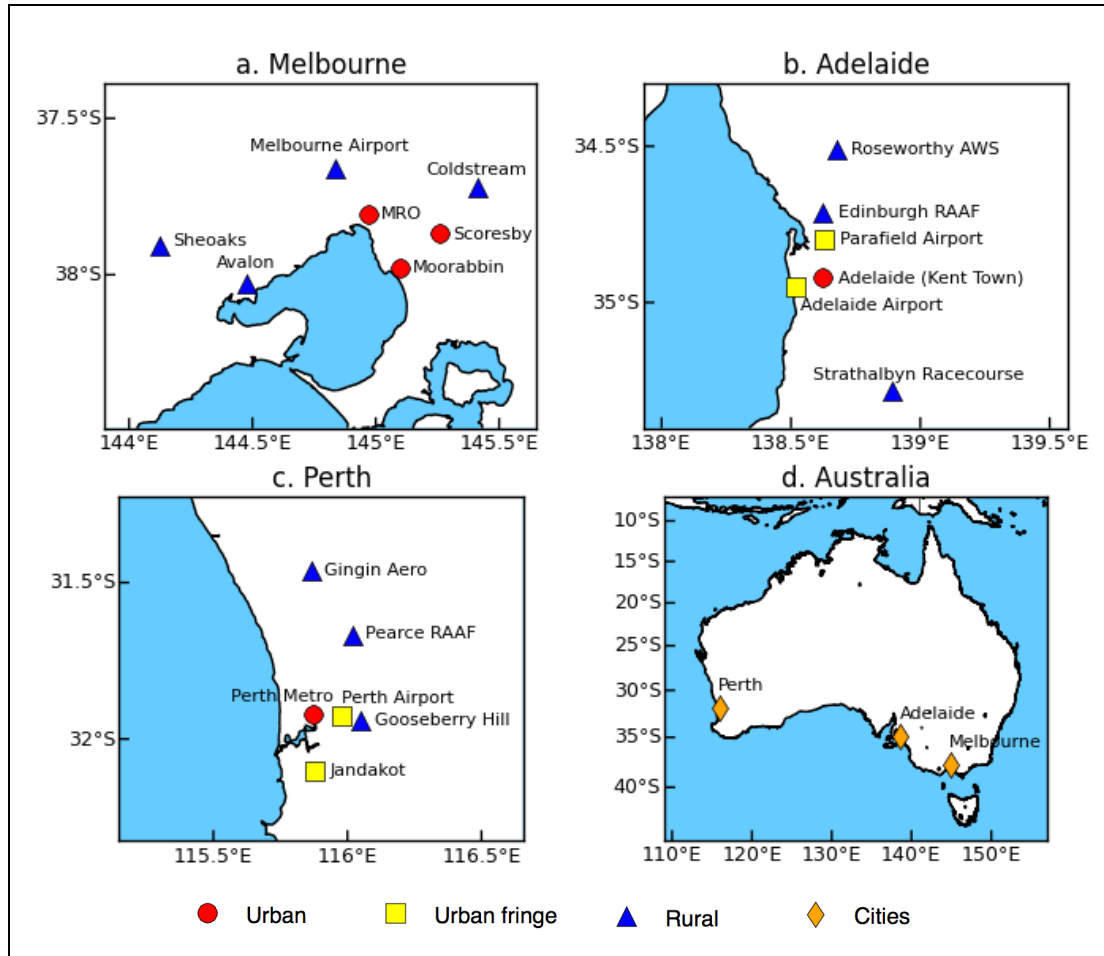 a. Melbourne
37.5°S
38°S
144°E
144.5°E
145°E
145.5°E
Melbourne Airport
Coldstream
MRO
Scoresby
Sheoaks
Avalon
Moorabbin
b. Adelaide
34.5°S
35°S
138°E
138.5°E
139°E
139.5°E
Roseworthy AWS
Edinburgh RAAF
Parafield Airport
Adelaide (Kent Town)
Adelaide Airport
Strathalbyn Racecourse
c. Perth
31.5°S
32°S
115.5°E
116°E
116.5°E
Gingin Aero
Pearce RAAF
Perth Metro
Perth Airport
Gooseberry Hill
Jandakot
d. Australia
10°S
15°S
20°S
25°S
30°S
35°S
40°S
110°E
120°E
130°E
140°E
150°E
Perth
Adelaide
Melbourne
Urban
Urban fringe
Rural
Cities